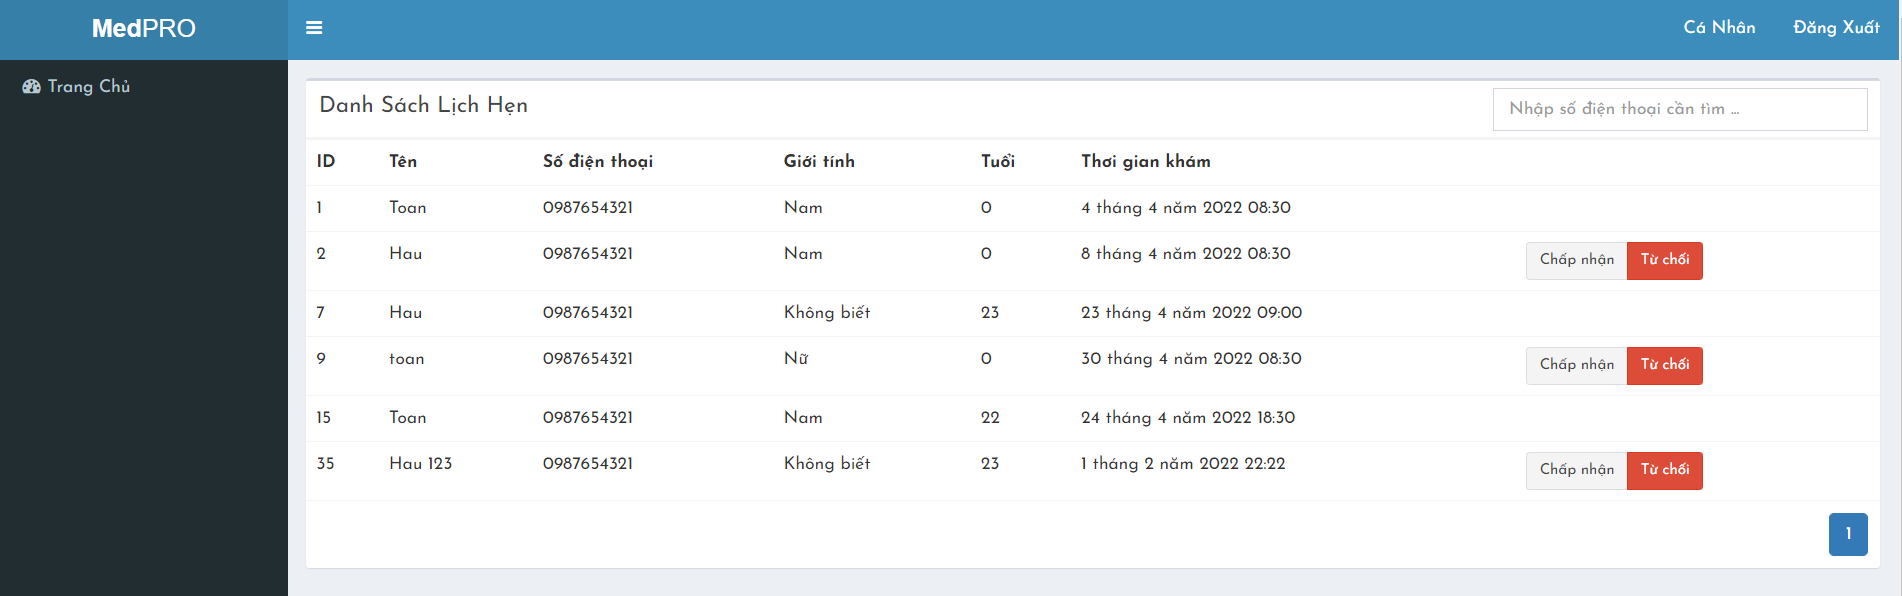 MedPRO
Cá Nhân Đăng Xuất
Trang Chủ
Danh Sách Lịch Hẹn
Nhập số điện thoại cần tìm ...
ID Tên Số điện thoại Giới tính Tuổi Thơi gian khám
1 Toan 0987654321 Nam 0 4 tháng 4 năm 2022 08:30
2 Hau 0987654321 Nam 0 8 tháng 4 năm 2022 08:30 Chấp nhận Từ chối
7 Hau 0987654321 Không biết 23 23 tháng 4 năm 2022 09:00
9 toan 0987654321 Nữ 0 30 tháng 4 năm 2022 08:30 Chấp nhận Từ chối
15 Toan 0987654321 Nam 22 24 tháng 4 năm 2022 18:30
35 Hau 123 0987654321 Không biết 23 1 tháng 2 năm 2022 22:22 Chấp nhận Từ chối
1